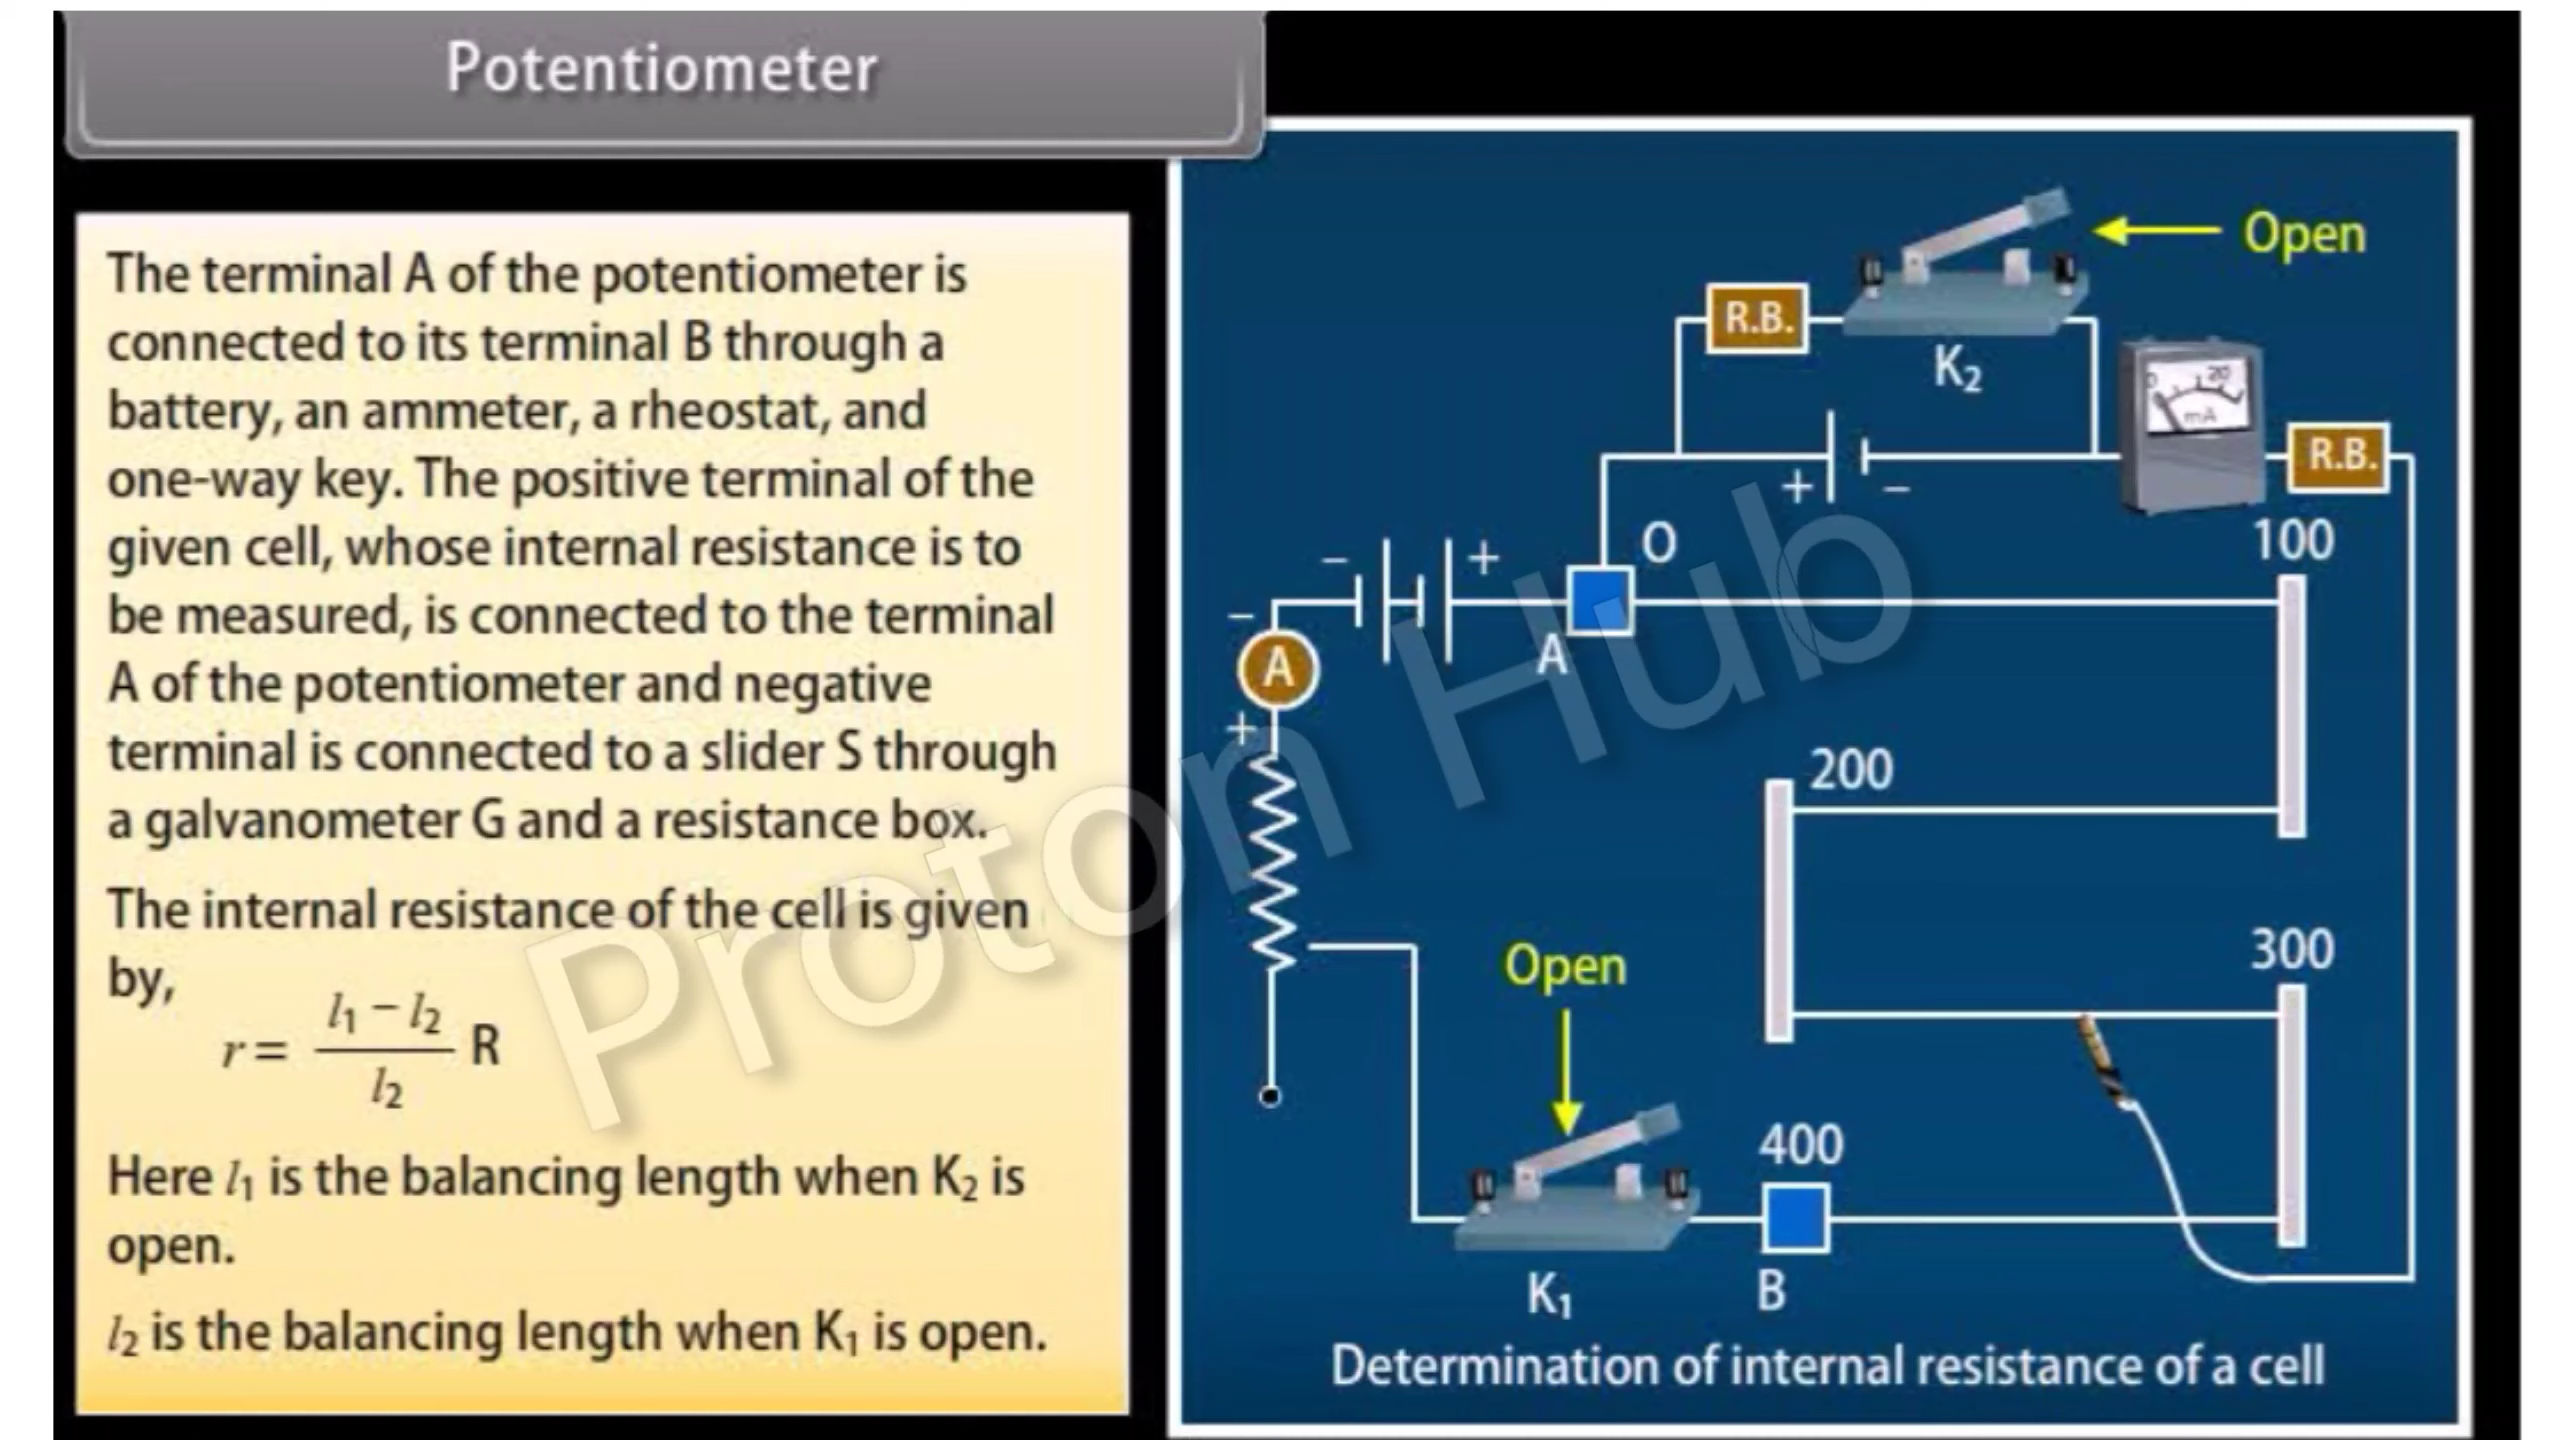 Potentiometer
The terminal A of the potentiometer is
connected to its terminal B through a
battery, an ammeter, a rheostat, and
one-way key. The positive terminal of the
given cell, whose internal resistance is to
be measured, is connected to the terminal
A of the potentiometer and negative
terminal is connected to a slider S through
a galvanometer G and a resistance box.
The internal resistance of the cell is given
by,
r = (l₁ – l₂) / l₂ R
Here l₁ is the balancing length when K₂ is
open.
l₂ is the balancing length when K₁ is open.
Open
R.B.
K₂
0 20
mA
R.B.
+ –
O
100
– +
–
A
A
+
200
300
Open
400
K₁
B
Determination of internal resistance of a cell
Proton Hub